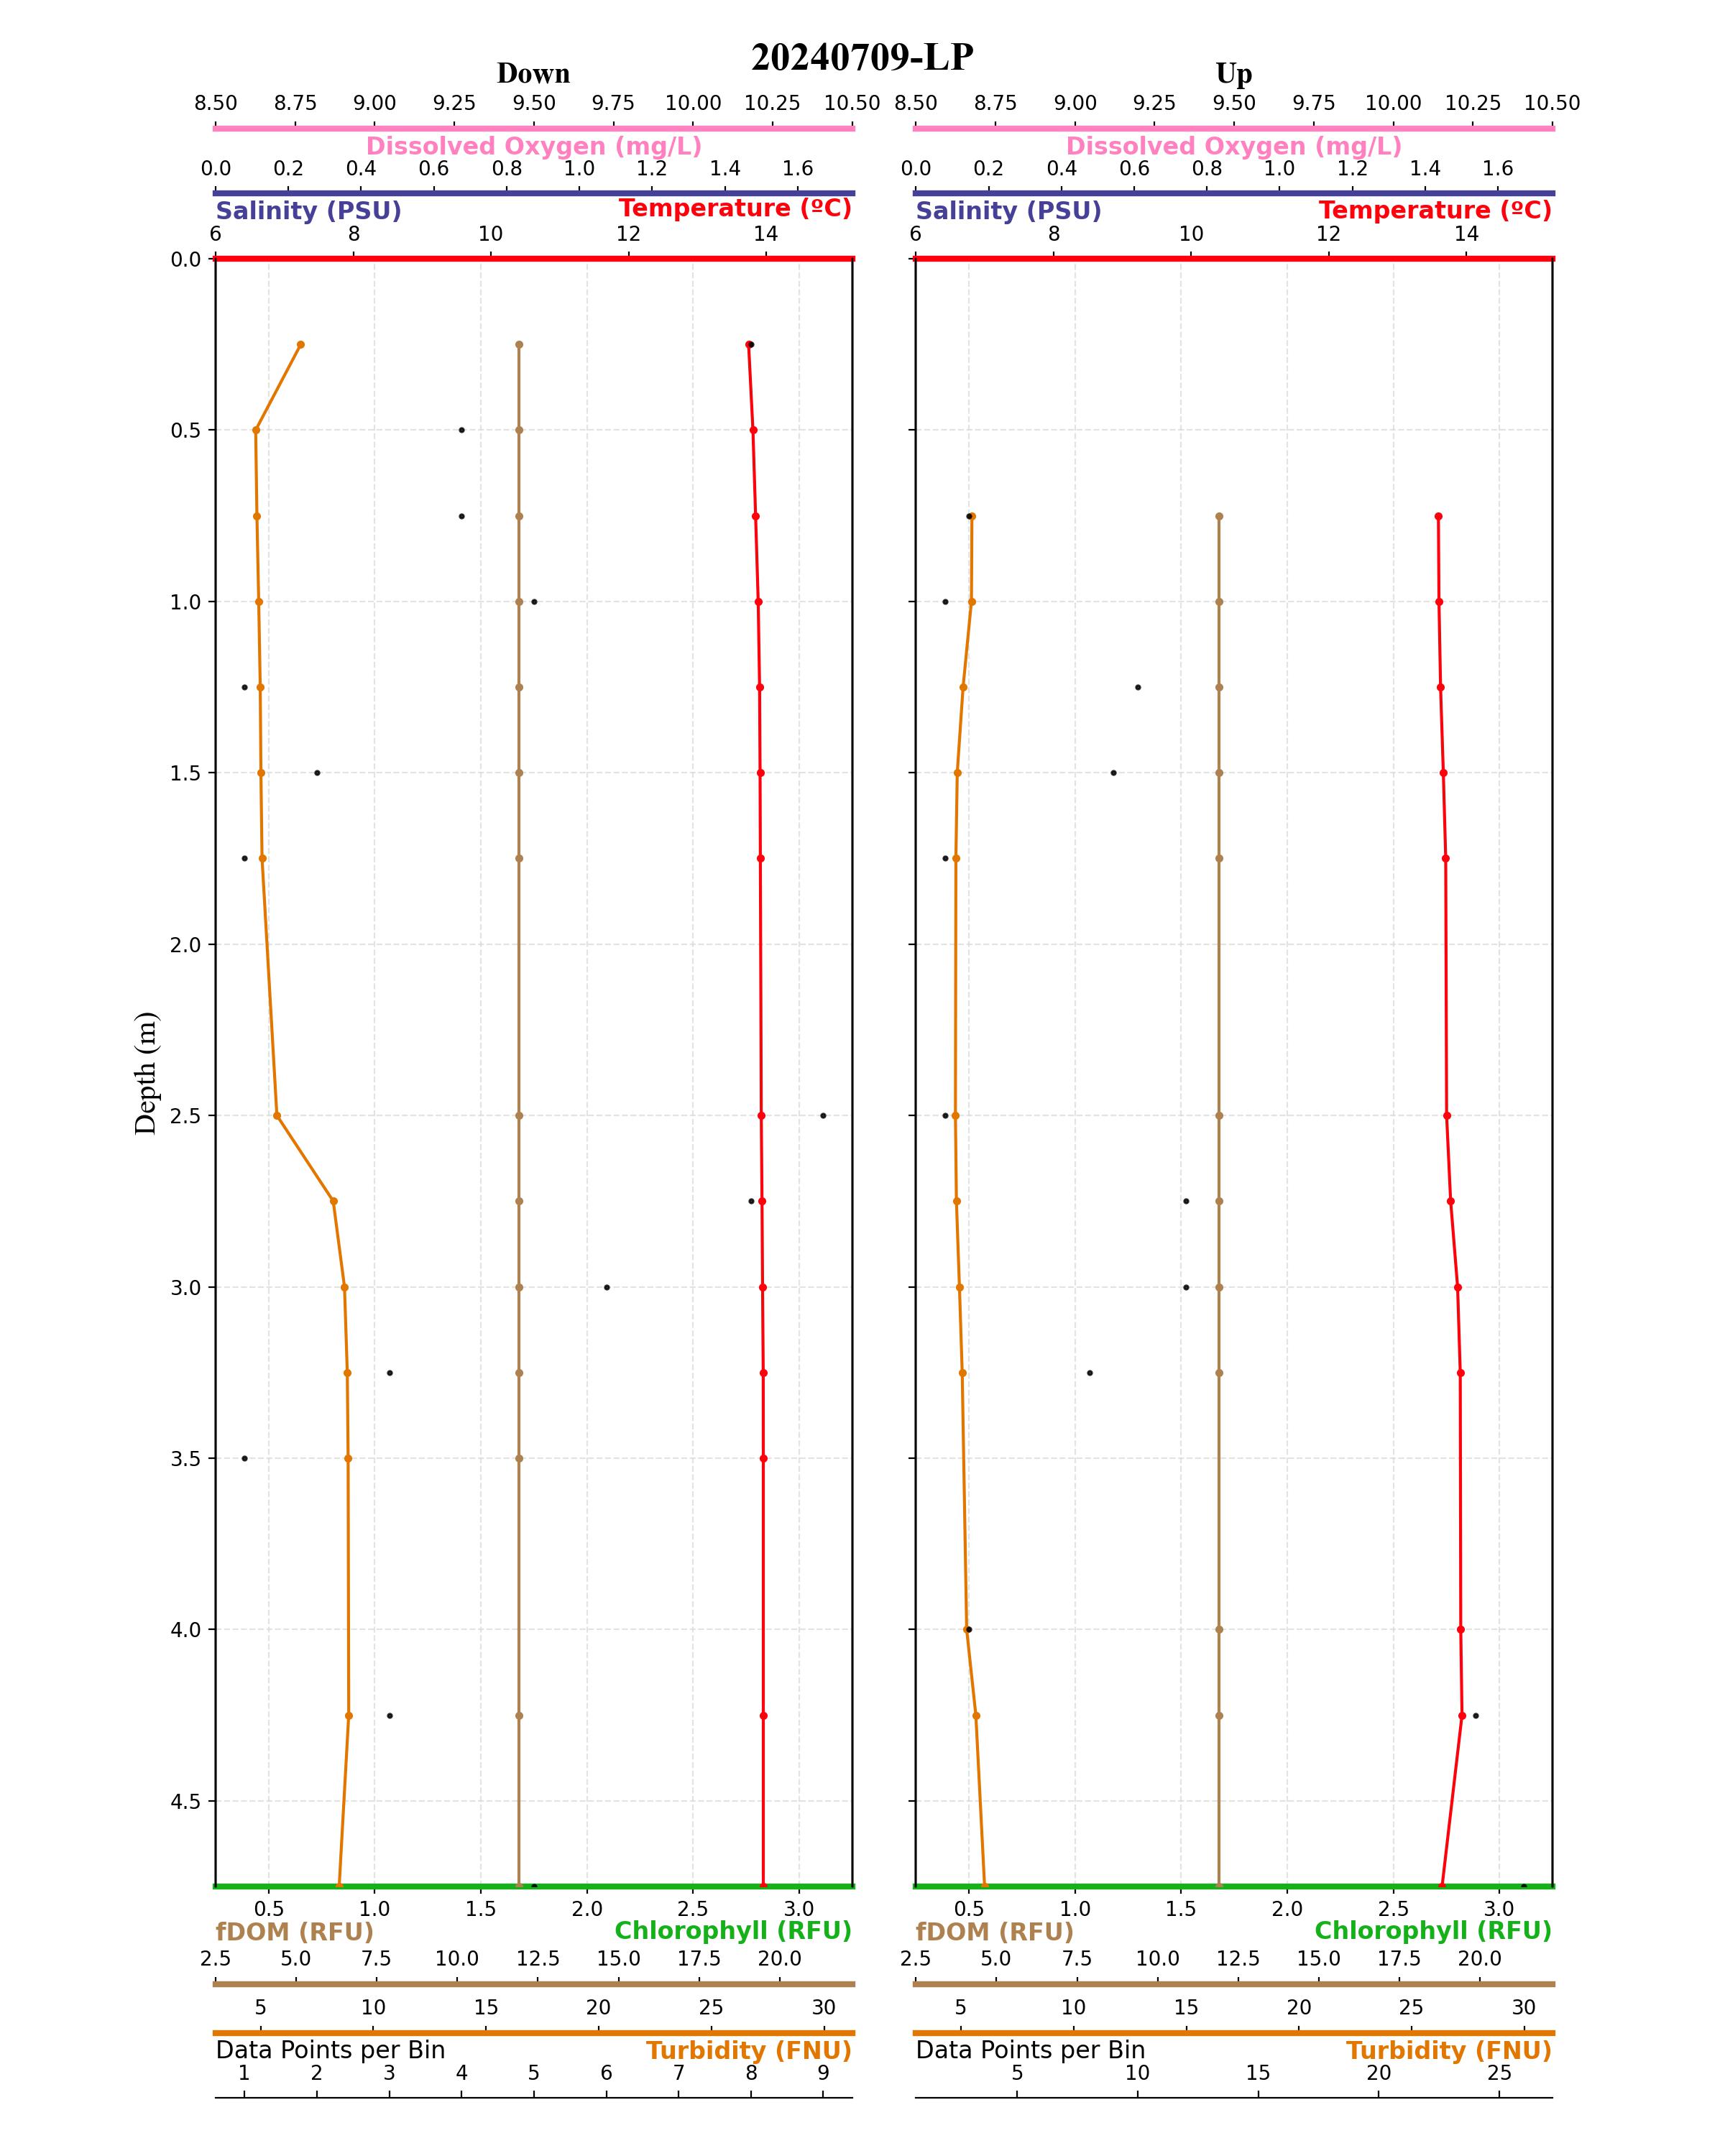 20240709-LP
Down Up
8.50 8.75 9.00 9.25 9.50 9.75 10.00 10.25 10.50 8.50 8.75 9.00 9.25 9.50 9.75 10.00 10.25 10.50
Dissolved Oxygen (mg/L) Dissolved Oxygen (mg/L)
0.0 0.2 0.4 0.6 0.8 1.0 1.2 1.4 1.6 0.0 0.2 0.4 0.6 0.8 1.0 1.2 1.4 1.6
Salinity (PSU) Temperature (ºC) Salinity (PSU) Temperature (ºC)
6 8 10 12 14 6 8 10 12 14
0.0
0.5
1.0
1.5
2.0
Depth (m)
2.5
3.0
3.5
4.0
4.5
0.5 1.0 1.5 2.0 2.5 3.0 0.5 1.0 1.5 2.0 2.5 3.0
fDOM (RFU) Chlorophyll (RFU) fDOM (RFU) Chlorophyll (RFU)
2.5 5.0 7.5 10.0 12.5 15.0 17.5 20.0 2.5 5.0 7.5 10.0 12.5 15.0 17.5 20.0
5 10 15 20 25 30 5 10 15 20 25 30
Data Points per Bin Turbidity (FNU) Data Points per Bin Turbidity (FNU)
1 2 3 4 5 6 7 8 9 5 10 15 20 25